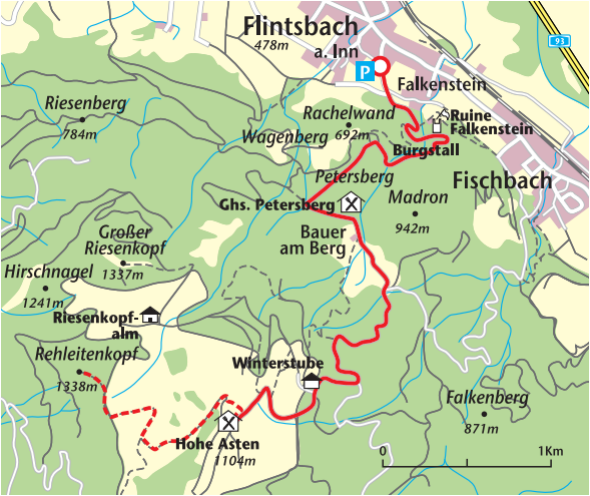 Flintsbach
478m
a. Inn
93
P
Falkenstein
Riesenberg
784m
Rachelwand
692m
Ruine
Falkenstein
Wagenberg
Burgstall
Petersberg
Fischbach
Ghs. Petersberg
Madron
942m
Großer
Riesenkopf
1337m
Bauer
am Berg
Hirschnagel
1241m
Riesenkopf-
alm
Rehleitenkopf
1338m
Winterstube
Falkenberg
871m
Hohe Asten
1104m
0
1Km